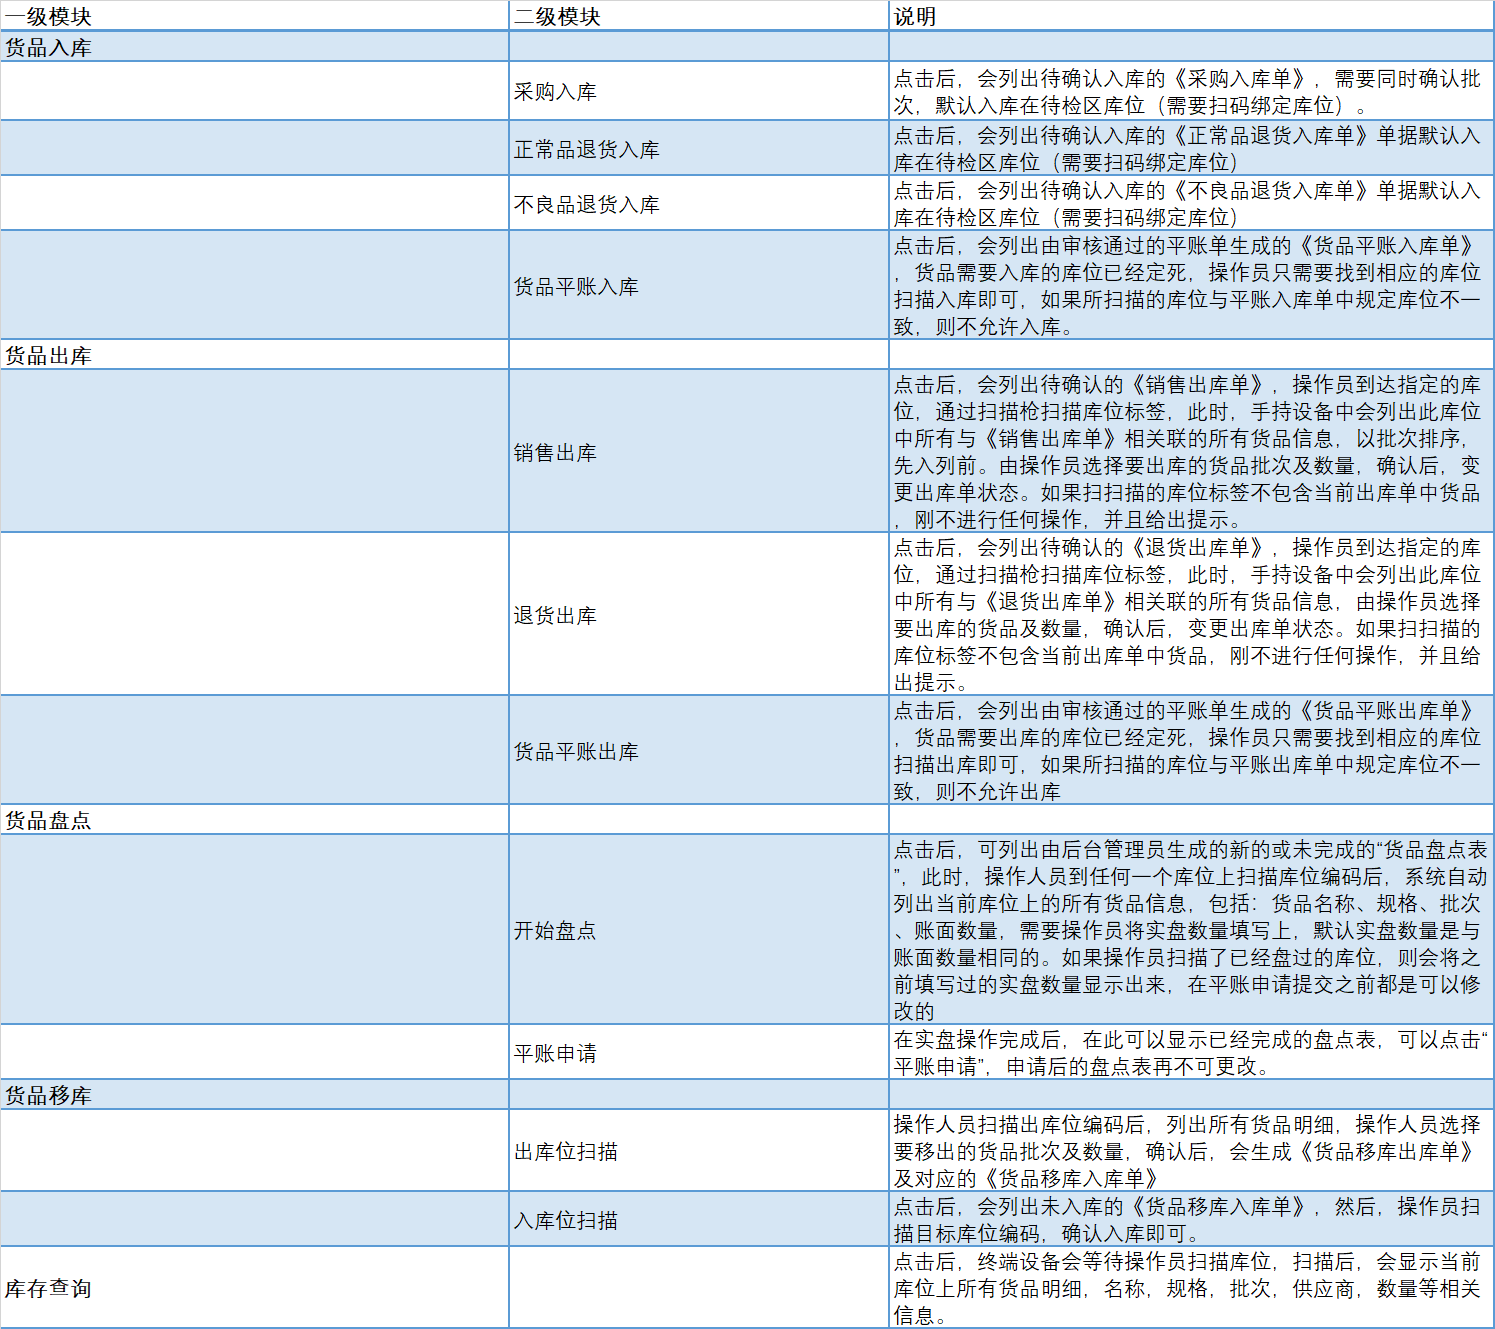 一级模块
二级模块
说明
货品入库
采购入库
点击后，会列出待确认入库的《采购入库单》，需要同时确认批
次，默认入库在待检区库位（需要扫码绑定库位）。
正常品退货入库
点击后，会列出待确认入库的《正常品退货入库单》单据默认入
库在待检区库位（需要扫码绑定库位）
不良品退货入库
点击后，会列出待确认入库的《不良品退货入库单》单据默认入
库在待检区库位（需要扫码绑定库位）
货品平账入库
点击后，会列出由审核通过的平账单生成的《货品平账入库单》
，货品需要入库的库位已经定死，操作员只需要找到相应的库位
扫描入库即可，如果所扫描的库位与平账入库单中规定库位不一
致，则不允许入库。
货品出库
销售出库
点击后，会列出待确认的《销售出库单》，操作员到达指定的库
位，通过扫描枪扫描库位标签，此时，手持设备中会列出此库位
中所有与《销售出库单》相关联的所有货品信息，以批次排序，
先入列前。由操作员选择要出库的货品批次及数量，确认后，变
更出库单状态。如果扫扫描的库位标签不包含当前出库单中货品
，刚不进行任何操作，并且给出提示。
退货出库
点击后，会列出待确认的《退货出库单》，操作员到达指定的库
位，通过扫描枪扫描库位标签，此时，手持设备中会列出此库位
中所有与《退货出库单》相关联的所有货品信息，由操作员选择
要出库的货品及数量，确认后，变更出库单状态。如果扫扫描的
库位标签不包含当前出库单中货品，刚不进行任何操作，并且给
出提示。
货品平账出库
点击后，会列出由审核通过的平账单生成的《货品平账出库单》
，货品需要出库的库位已经定死，操作员只需要找到相应的库位
扫描出库即可，如果所扫描的库位与平账出库单中规定库位不一
致，则不允许出库
货品盘点
开始盘点
点击后，可列出由后台管理员生成的新的或未完成的“货品盘点表
”，此时，操作人员到任何一个库位上扫描库位编码后，系统自动
列出当前库位上的所有货品信息，包括：货品名称、规格、批次
、账面数量，需要操作员将实盘数量填写上，默认实盘数量是与
账面数量相同的。如果操作员扫描了已经盘过的库位，则会将之
前填写过的实盘数量显示出来，在平账申请提交之前都是可以修
改的
平账申请
在实盘操作完成后，在此可以显示已经完成的盘点表，可以点击“
平账申请”，申请后的盘点表再不可更改。
货品移库
出库位扫描
操作人员扫描出库位编码后，列出所有货品明细，操作人员选择
要移出的货品批次及数量，确认后，会生成《货品移库出库单》
及对应的《货品移库入库单》
入库位扫描
点击后，会列出未入库的《货品移库入库单》，然后，操作员扫
描目标库位编码，确认入库即可。
库存查询
点击后，终端设备会等待操作员扫描库位，扫描后，会显示当前
库位上所有货品明细，名称，规格，批次，供应商，数量等相关
信息。